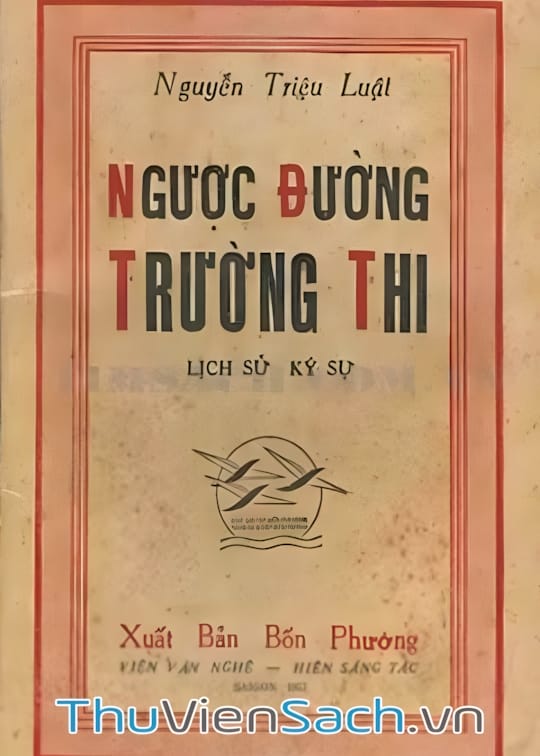 Nguyễn Triệu Luật
NGƯỢC ĐƯỜNG
TRƯỜNG THI
LỊCH SỬ KÝ SỰ
Xuất Bản Bốn Phương
VIỆN VĂN NGHỆ — HIÊN SÁNG TÁC
SAIGON 1957
ThuVienSach.vn